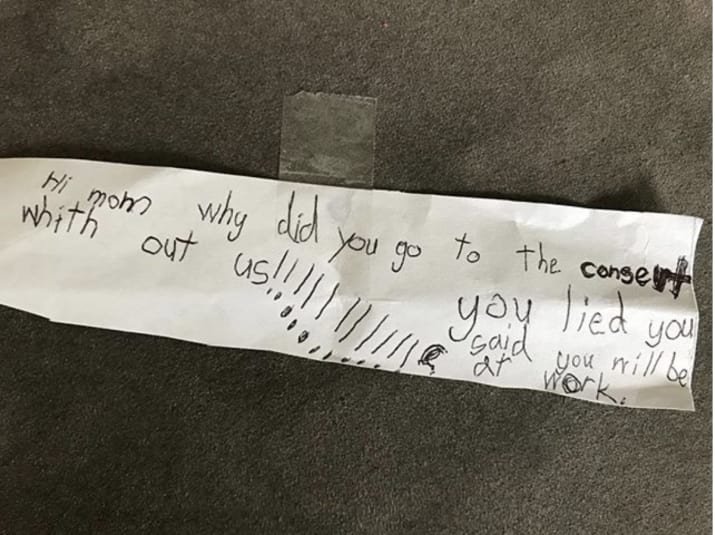 Hi mom why did you go to the consert
whith out us!!!!!!!!!!
you lied you
said you will be
at work.